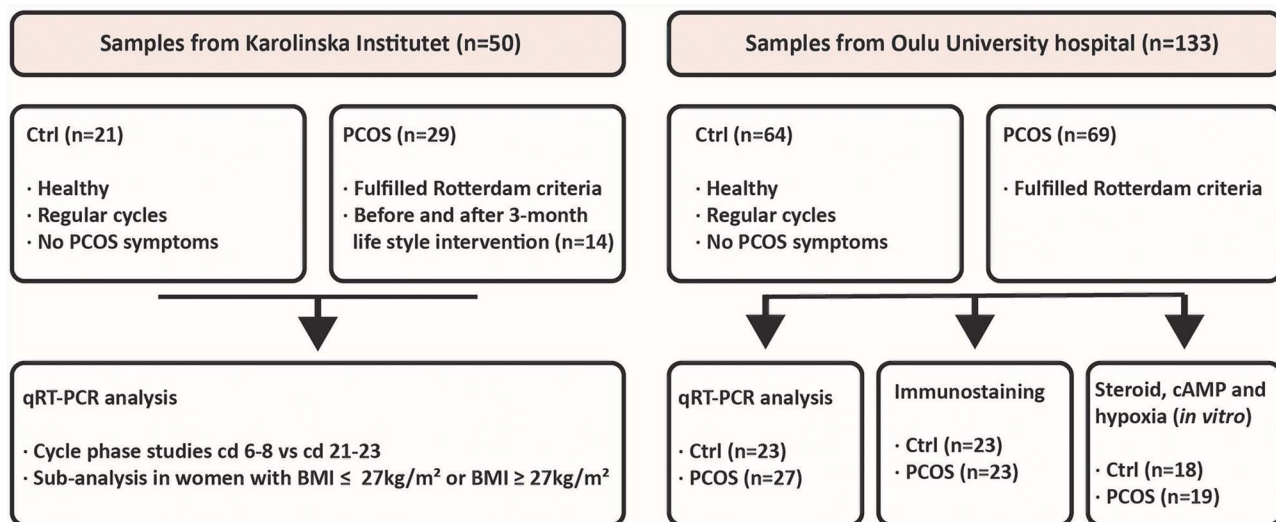 Samples from Karolinska Institutet (n=50)
Ctrl (n=21)
· Healthy
· Regular cycles
· No PCOS symptoms
PCOS (n=29)
· Fulfilled Rotterdam criteria
· Before and after 3-month
life style intervention (n=14)
qRT-PCR analysis
· Cycle phase studies cd 6-8 vs cd 21-23
· Sub-analysis in women with BMI ≤ 27kg/m² or BMI ≥ 27kg/m²
Samples from Oulu University hospital (n=133)
Ctrl (n=64)
· Healthy
· Regular cycles
· No PCOS symptoms
PCOS (n=69)
· Fulfilled Rotterdam criteria
qRT-PCR analysis
· Ctrl (n=23)
· PCOS (n=27)
Immunostaining
· Ctrl (n=23)
· PCOS (n=23)
Steroid, cAMP and
hypoxia (in vitro)
· Ctrl (n=18)
· PCOS (n=19)